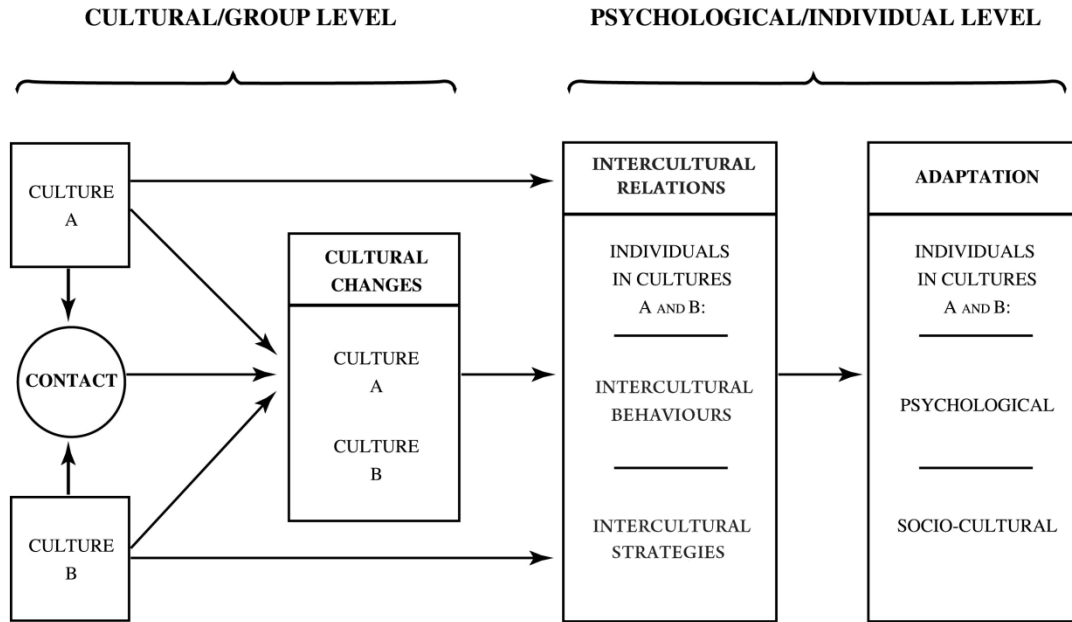 CULTURAL/GROUP LEVEL
PSYCHOLOGICAL/INDIVIDUAL LEVEL
CULTURE
A
CONTACT
CULTURE
B
CULTURAL
CHANGES
CULTURE
A
CULTURE
B
INTERCULTURAL
RELATIONS
INDIVIDUALS
IN CULTURES
A AND B:
INTERCULTURAL
BEHAVIOURS
INTERCULTURAL
STRATEGIES
ADAPTATION
INDIVIDUALS
IN CULTURES
A AND B:
PSYCHOLOGICAL
SOCIO-CULTURAL